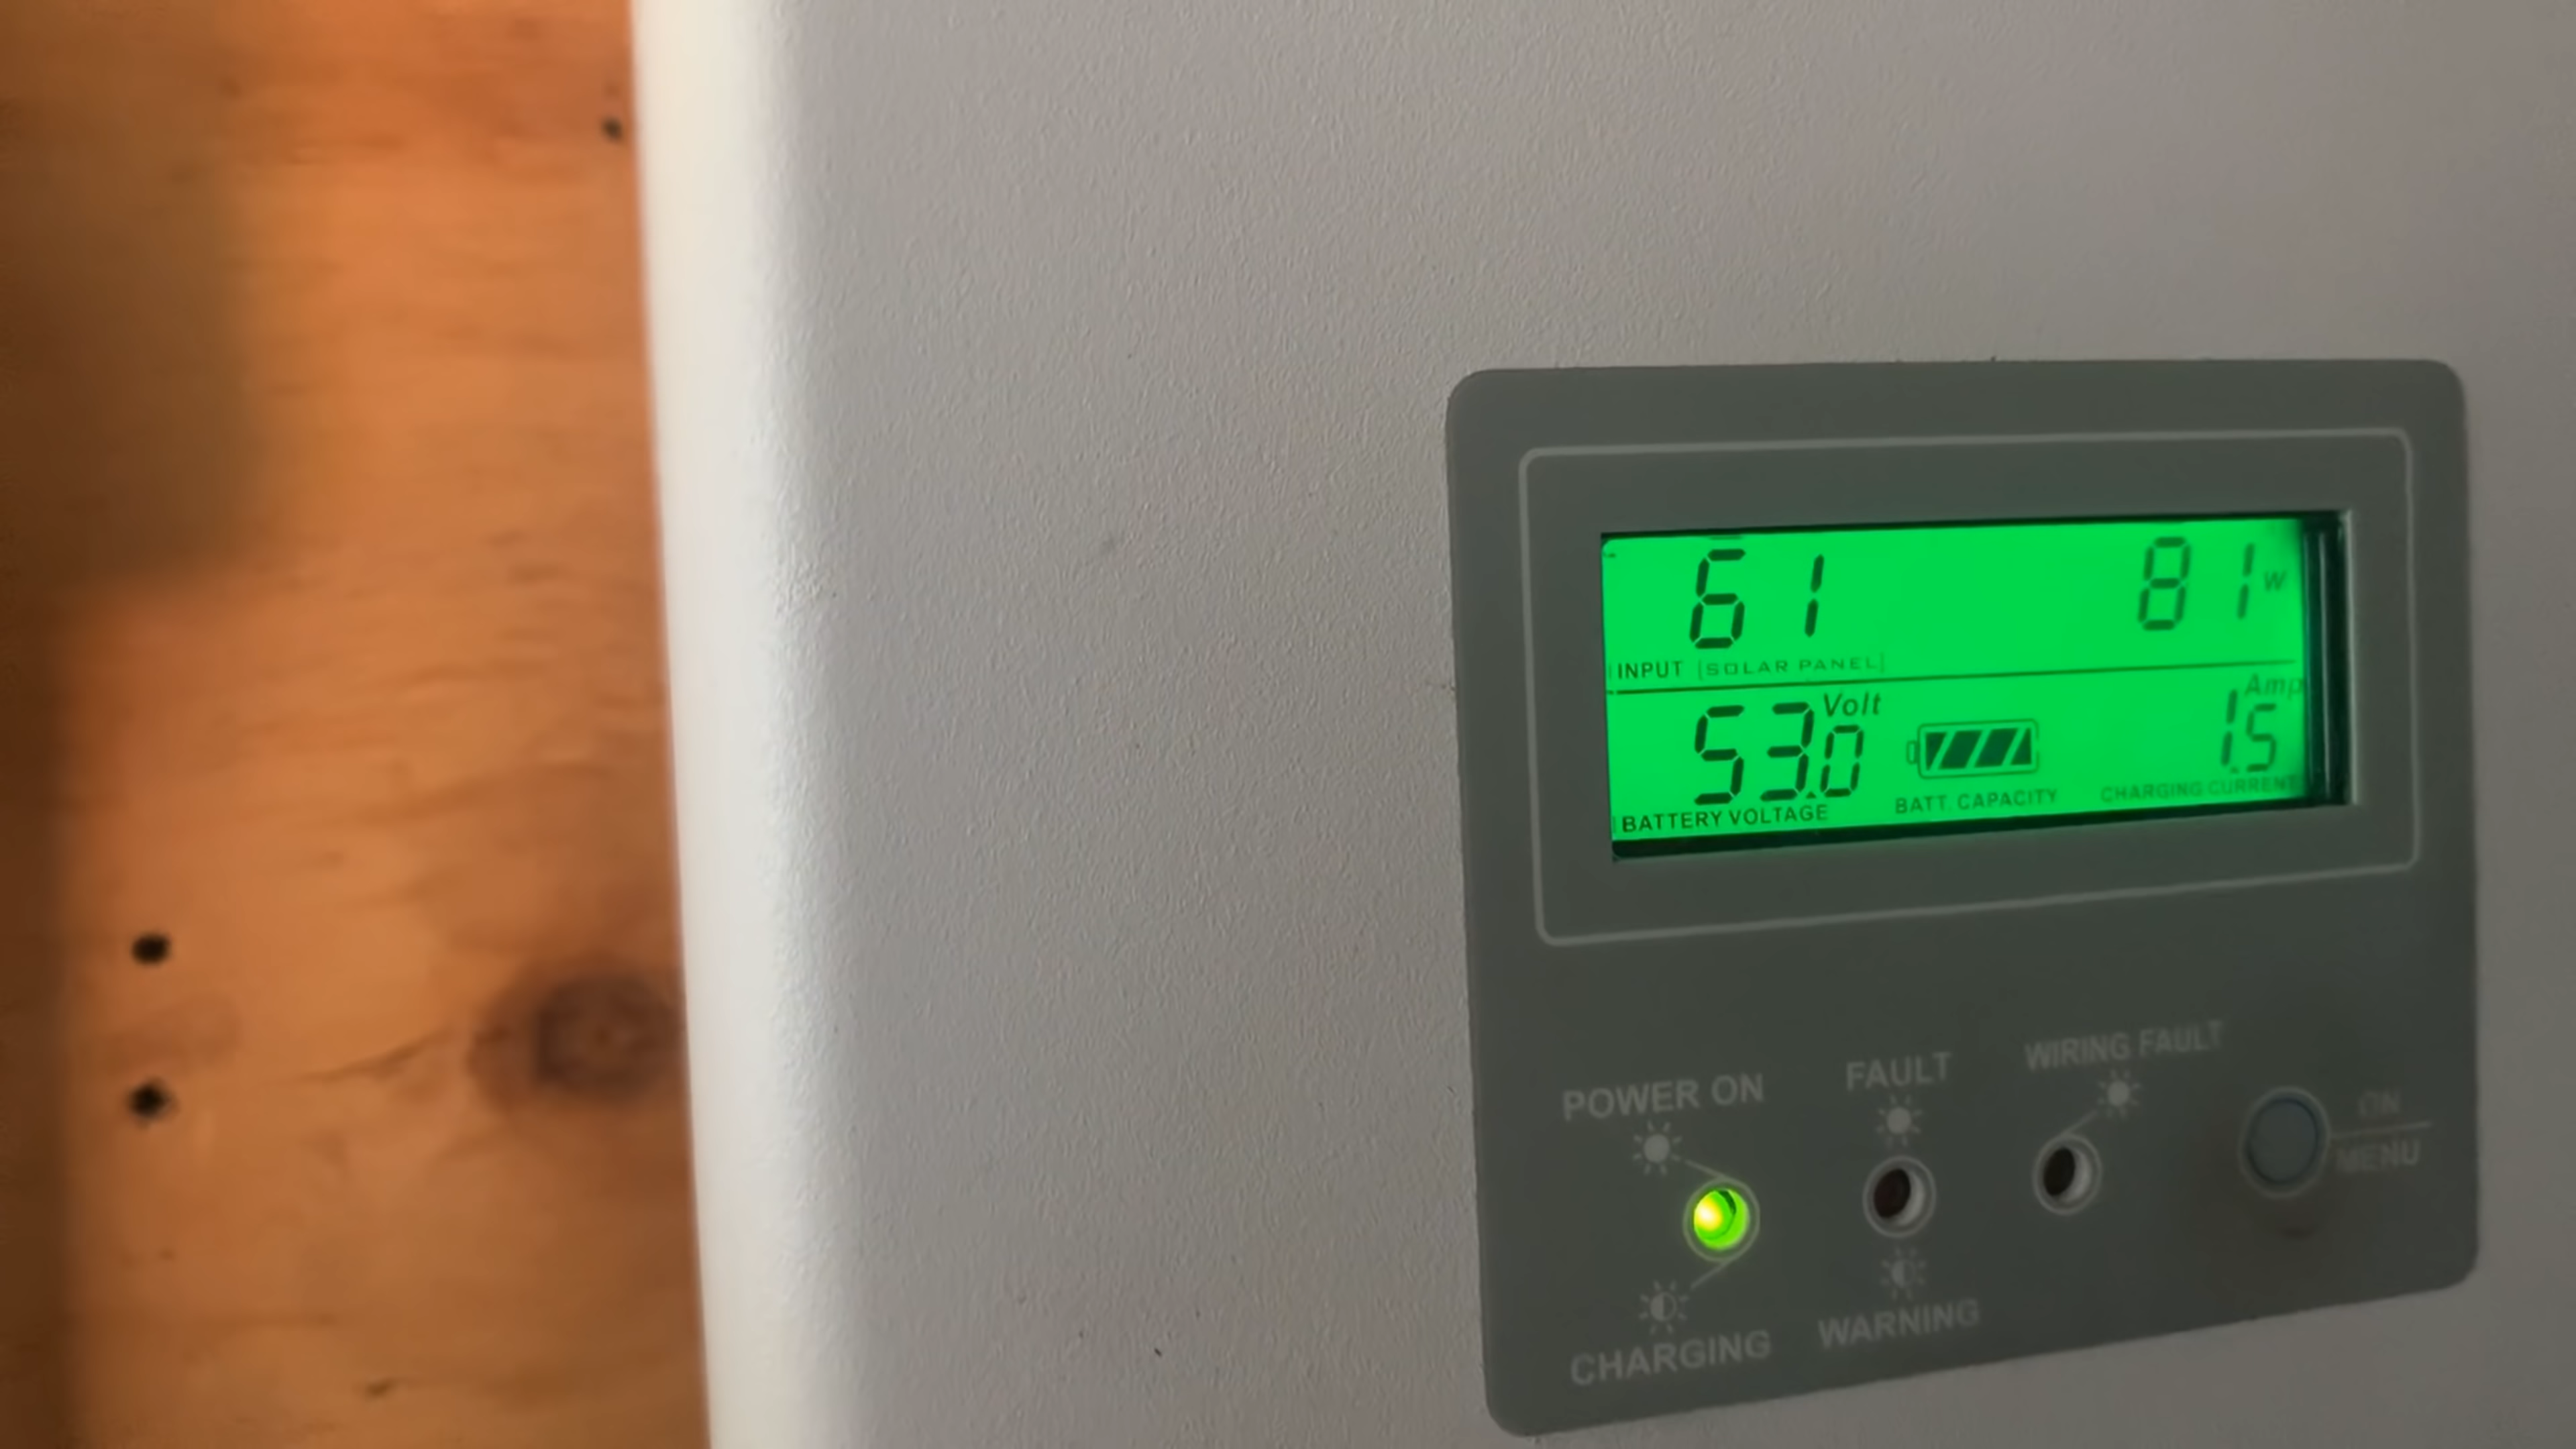 61 81 W
INPUT [SOLAR PANEL]
53.0 Volt 1.5 Amp
BATTERY VOLTAGE BATT. CAPACITY CHARGING CURRENT
POWER ON FAULT WIRING FAULT
ON
MENU
CHARGING WARNING